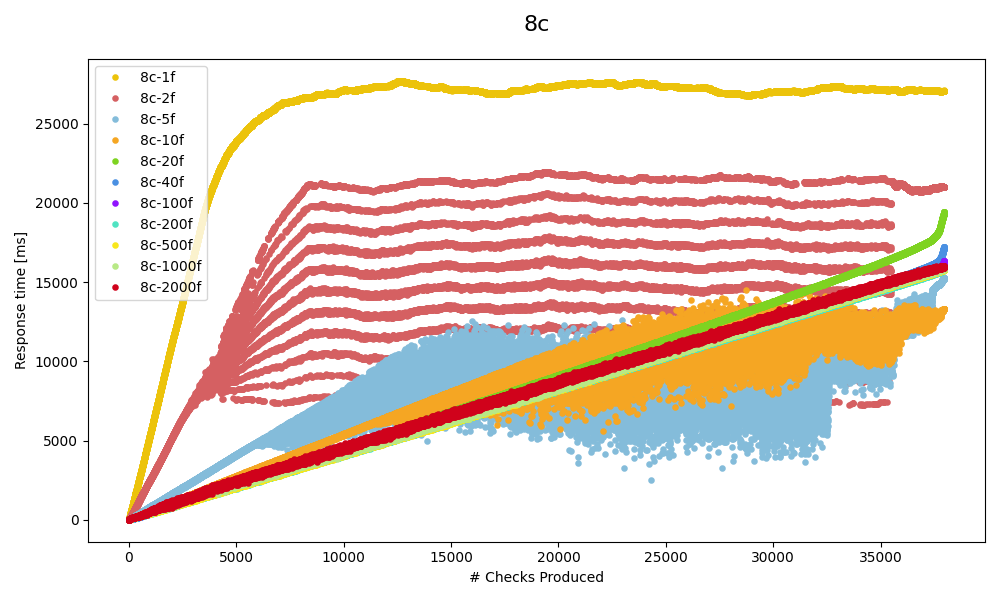 8c
8c-1f
8c-2f
8c-5f
8c-10f
8c-20f
8c-40f
8c-100f
8c-200f
8c-500f
8c-1000f
8c-2000f
Response time [ms]
25000
20000
15000
10000
5000
0
0 5000 10000 15000 20000 25000 30000 35000
# Checks Produced